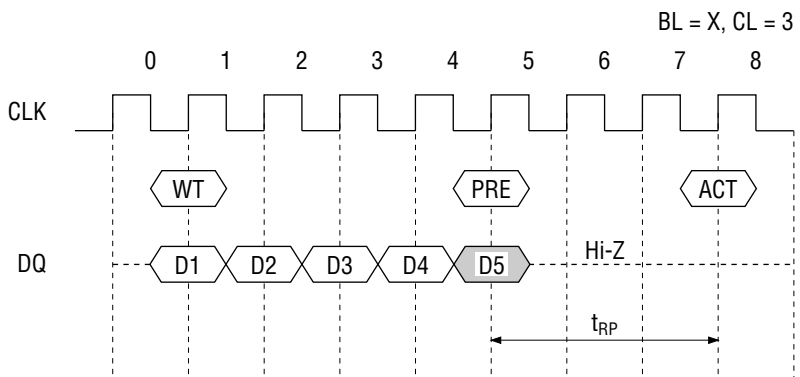 BL = X, CL = 3
0 1 2 3 4 5 6 7 8
CLK
WT PRE ACT
DQ D1 D2 D3 D4 D5 Hi-Z
tRP